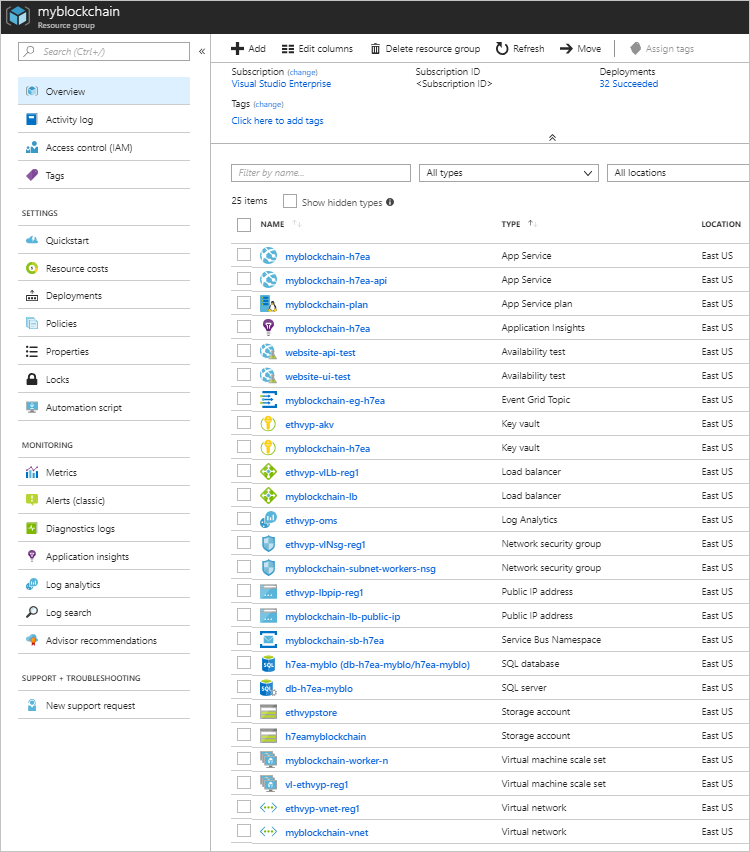 myblockchain
Resource group
Search (Ctrl+/)
«
Overview
Activity log
Access control (IAM)
Tags
SETTINGS
Quickstart
Resource costs
Deployments
Policies
Properties
Locks
Automation script
MONITORING
Metrics
Alerts (classic)
Diagnostics logs
Application insights
Log analytics
Log search
Advisor recommendations
SUPPORT + TROUBLESHOOTING
New support request
Add Edit columns Delete resource group Refresh Move Assign tags
Subscription (change) Subscription ID Deployments
Visual Studio Enterprise <Subscription ID> 32 Succeeded
Tags (change)
Click here to add tags
Filter by name... All types All locations
25 items Show hidden types
NAME TYPE LOCATION
myblockchain-h7ea App Service East US
myblockchain-h7ea-api App Service East US
myblockchain-plan App Service plan East US
myblockchain-h7ea Application Insights East US
website-api-test Availability test East US
website-ui-test Availability test East US
myblockchain-eg-h7ea Event Grid Topic East US
ethvyp-akv Key vault East US
myblockchain-h7ea Key vault East US
ethvyp-vlLb-reg1 Load balancer East US
myblockchain-lb Load balancer East US
ethvyp-oms Log Analytics East US
ethvyp-vlNsg-reg1 Network security group East US
myblockchain-subnet-workers-nsg Network security group East US
ethvyp-lbpip-reg1 Public IP address East US
myblockchain-lb-public-ip Public IP address East US
myblockchain-sb-h7ea Service Bus Namespace East US
h7ea-myblo (db-h7ea-myblo/h7ea-myblo) SQL database East US
db-h7ea-myblo SQL server East US
ethvypstore Storage account East US
h7eamyblockchain Storage account East US
myblockchain-worker-n Virtual machine scale set East US
vl-ethvyp-reg1 Virtual machine scale set East US
ethvyp-vnet-reg1 Virtual network East US
myblockchain-vnet Virtual network East US